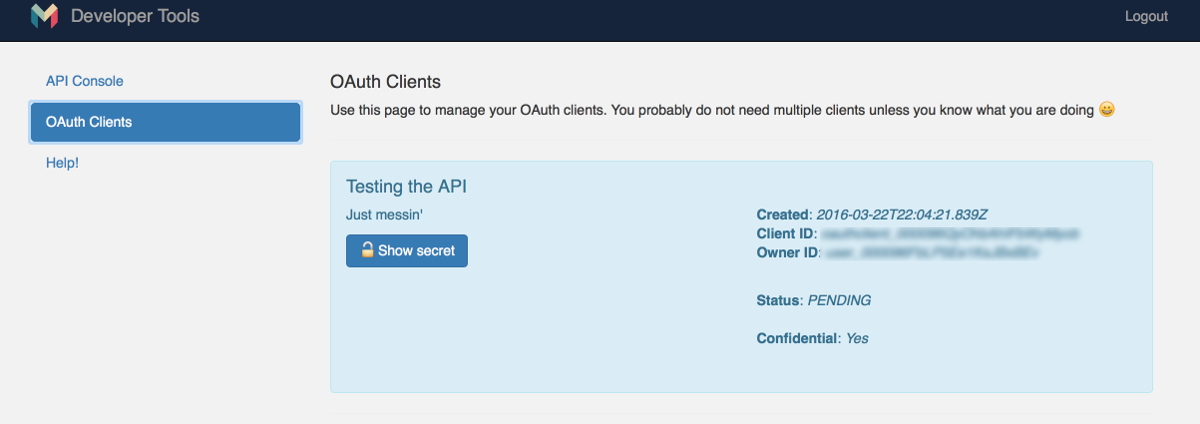 Developer Tools
Logout
API Console
OAuth Clients
Help!
OAuth Clients
Use this page to manage your OAuth clients. You probably do not need multiple clients unless you know what you are doing 😀
Testing the API
Just messin'
Show secret
Created: 2016-03-22T22:04:21.839Z
Client ID:
Owner ID:
Status: PENDING
Confidential: Yes